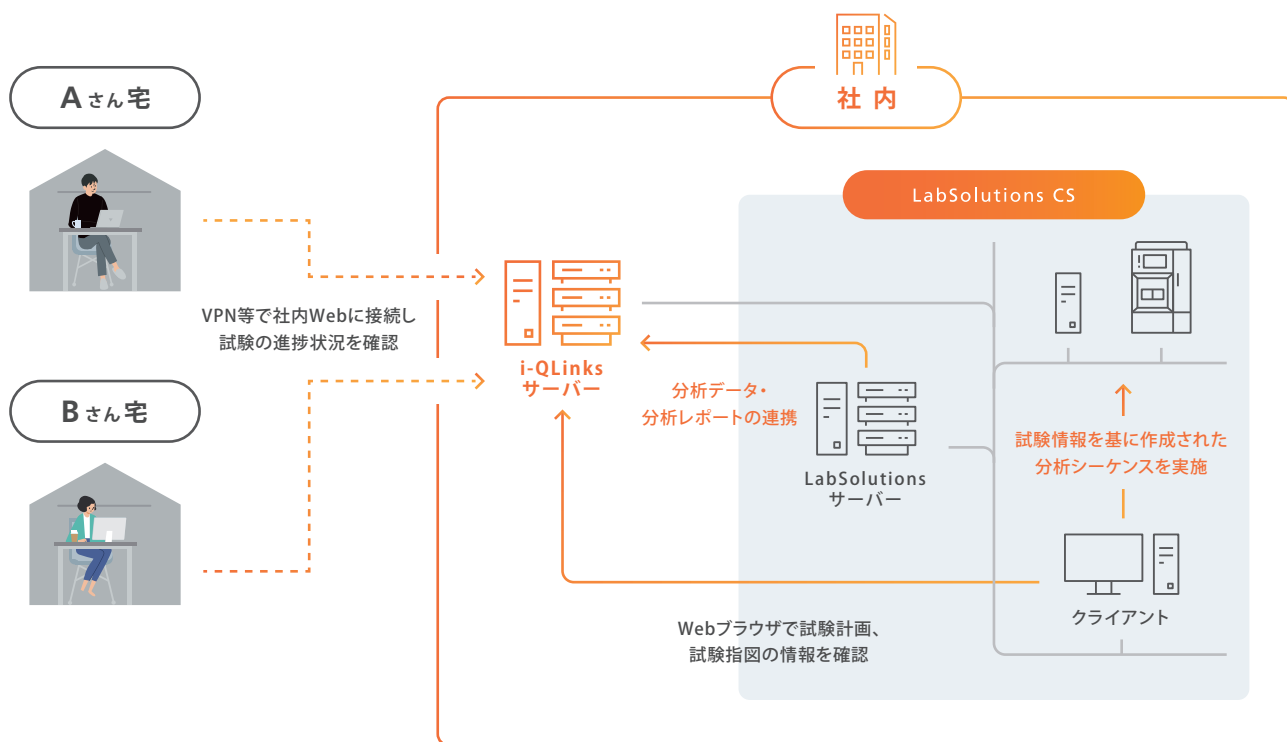 社内
Aさん宅
LabSolutions CS
VPN等で社内Webに接続し
試験の進捗状況を確認
i-QLinks
サーバー
分析データ・
分析レポートの連携
Bさん宅
試験情報を基に作成された
分析シーケンスを実施
LabSolutions
サーバー
クライアント
Webブラウザで試験計画、
試験指図の情報を確認